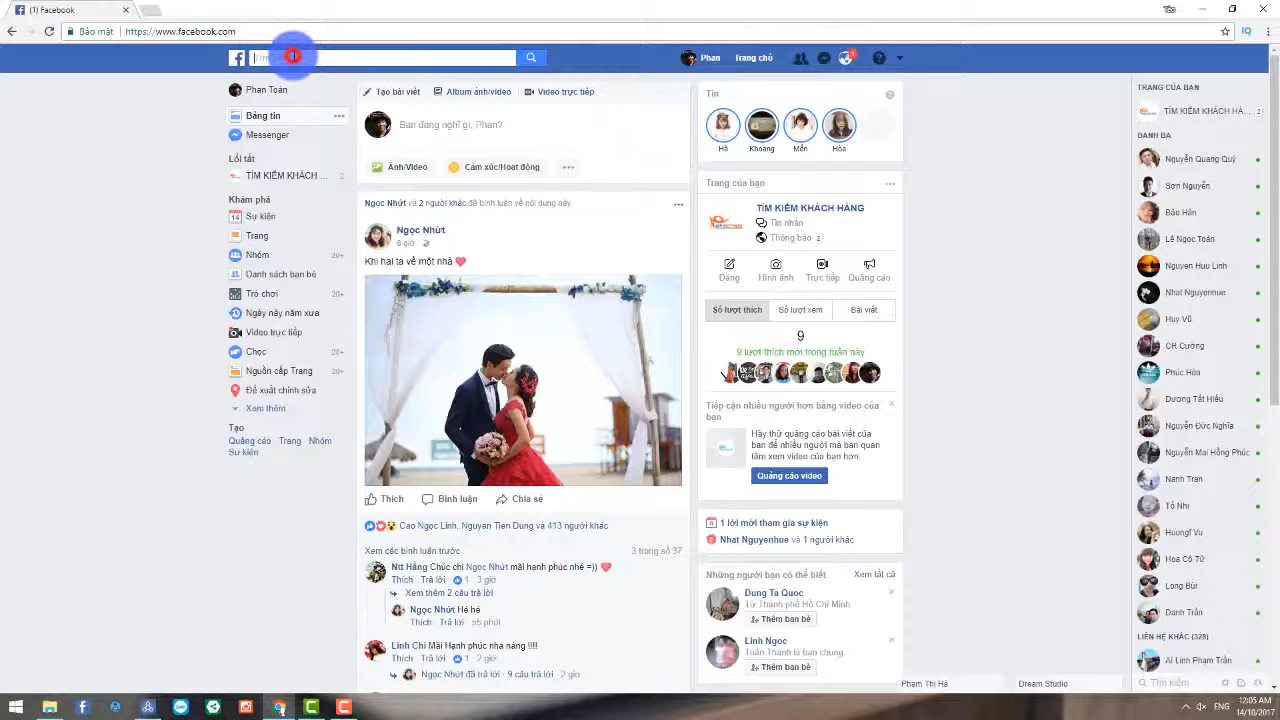 (1) Facebook
Bảo mật
https://www.facebook.com
Phan
Trang chủ
Phan Toàn
Bảng tin
Messenger
Lối tắt
TÌM KIẾM KHÁCH ... 2
Khám phá
Sự kiện
Trang
Nhóm 20+
Danh sách bạn bè
Trò chơi 20+
Ngày này năm xưa
Video trực tiếp
Chọc 20+
Nguồn cấp Trang 20+
Đề xuất chỉnh sửa
Xem thêm
Tạo
Quảng cáo Trang Nhóm
Sự kiện
Tạo bài viết
Album ảnh/video
Video trực tiếp
Bạn đang nghĩ gì, Phan?
Ảnh/Video
Cảm xúc/Hoạt động
Ngọc Nhứt và 2 người khác đã bình luận về nội dung này.
Ngọc Nhứt
8 giờ
Khi hai ta về một nhà ❤
Thích
Bình luận
Chia sẻ
Cao Ngọc Linh, Nguyen Tien Dung và 413 người khác
Xem các bình luận trước
3 trong số 37
Ntt Hằng Chúc chị Ngọc Nhứt mãi hạnh phúc nhé =)) ❤
Thích Trả lời 1 3 giờ
Xem thêm 2 câu trả lời
Ngọc Nhứt Hé hé
Thích Trả lời 55 phút
Linh Chi Mãi Hạnh phúc nha nàng !!!!
Thích Trả lời 1 2 giờ
Ngọc Nhứt đã trả lời · 9 câu trả lời 2 giờ
Tin
Hà
Khoang
Mến
Hòa
Trang của bạn
TÌM KIẾM KHÁCH HÀNG
Tin nhắn
Thông báo 2
Đăng
Hình ảnh
Trực tiếp
Quảng cáo
Số lượt thích
Số lượt xem
Bài viết
9
9 lượt thích mới trong tuần này
Tiếp cận nhiều người hơn bằng video của
bạn
Hãy thử quảng cáo bài viết của
bạn để nhiều người mà bạn quan
tâm xem video của bạn hơn.
Quảng cáo video
1 lời mời tham gia sự kiện
Nhat Nguyenhue và 1 người khác
Những người bạn có thể biết
Xem tất cả
Dung Ta Quoc
Từ Thành phố Hồ Chí Minh
Thêm bạn bè
Linh Ngoc
Tuấn Thành là bạn chung.
Thêm bạn bè
Phạm Thị Hà
Dream Studio
TRANG CỦA BẠN
TÌM KIẾM KHÁCH HÀ... 2
DANH BẠ
Nguyễn Quang Quý
Sơn Nguyễn
Bảo Hân
Lê Ngọc Toản
Nguyen Huu Linh
Nhat Nguyenhue
Huy Vũ
CR Cường
Phúc Hòa
Dương Tất Hiếu
Nguyễn Đức Nghĩa
Nguyễn Mai Hồng Phúc
Nanh Tran
Tố Nhi
Hương Vu
Hoa Cô Tử
Long Bùi
Danh Trần
LIÊN HỆ KHÁC (328)
Ái Linh Phạm Trần
Tìm kiếm
ENG
12:05 AM
14/10/2017